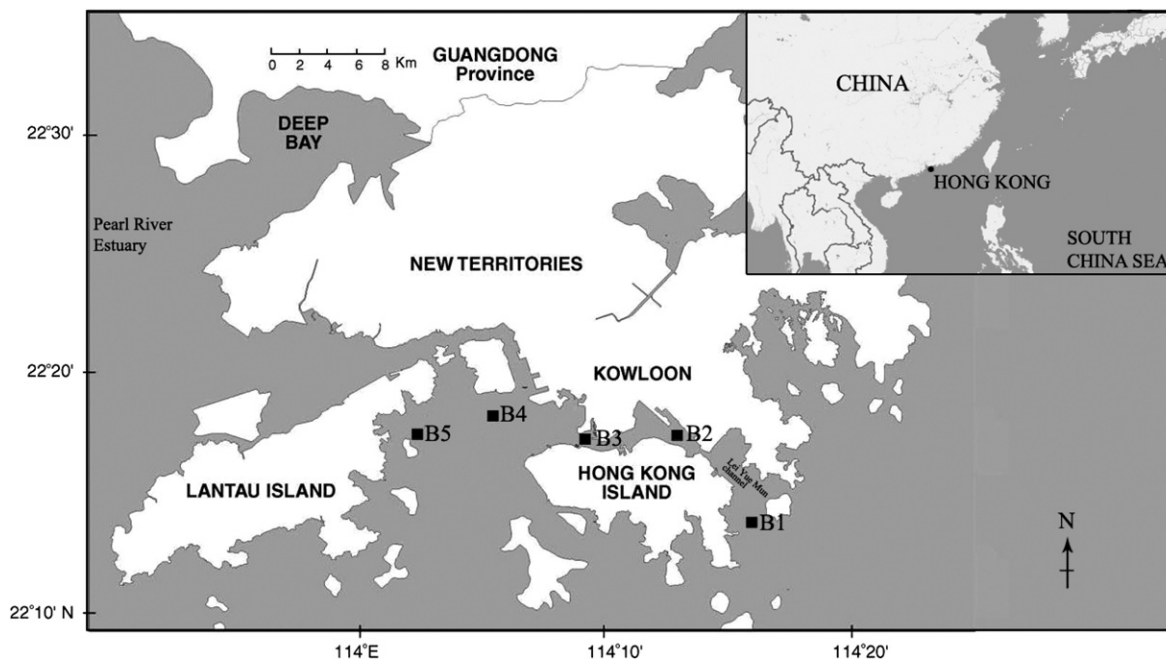 GUANGDONG
Province
0 2 4 6 8 Km
DEEP
BAY
CHINA
HONG KONG
SOUTH
CHINA SEA
22°30'
Pearl River
Estuary
NEW TERRITORIES
22°20'
KOWLOON
B5
B4
B3
B2
LANTAU ISLAND
HONG KONG
ISLAND
Lei Yue Mun
channel
B1
N
22°10' N
114°E
114°10'
114°20'